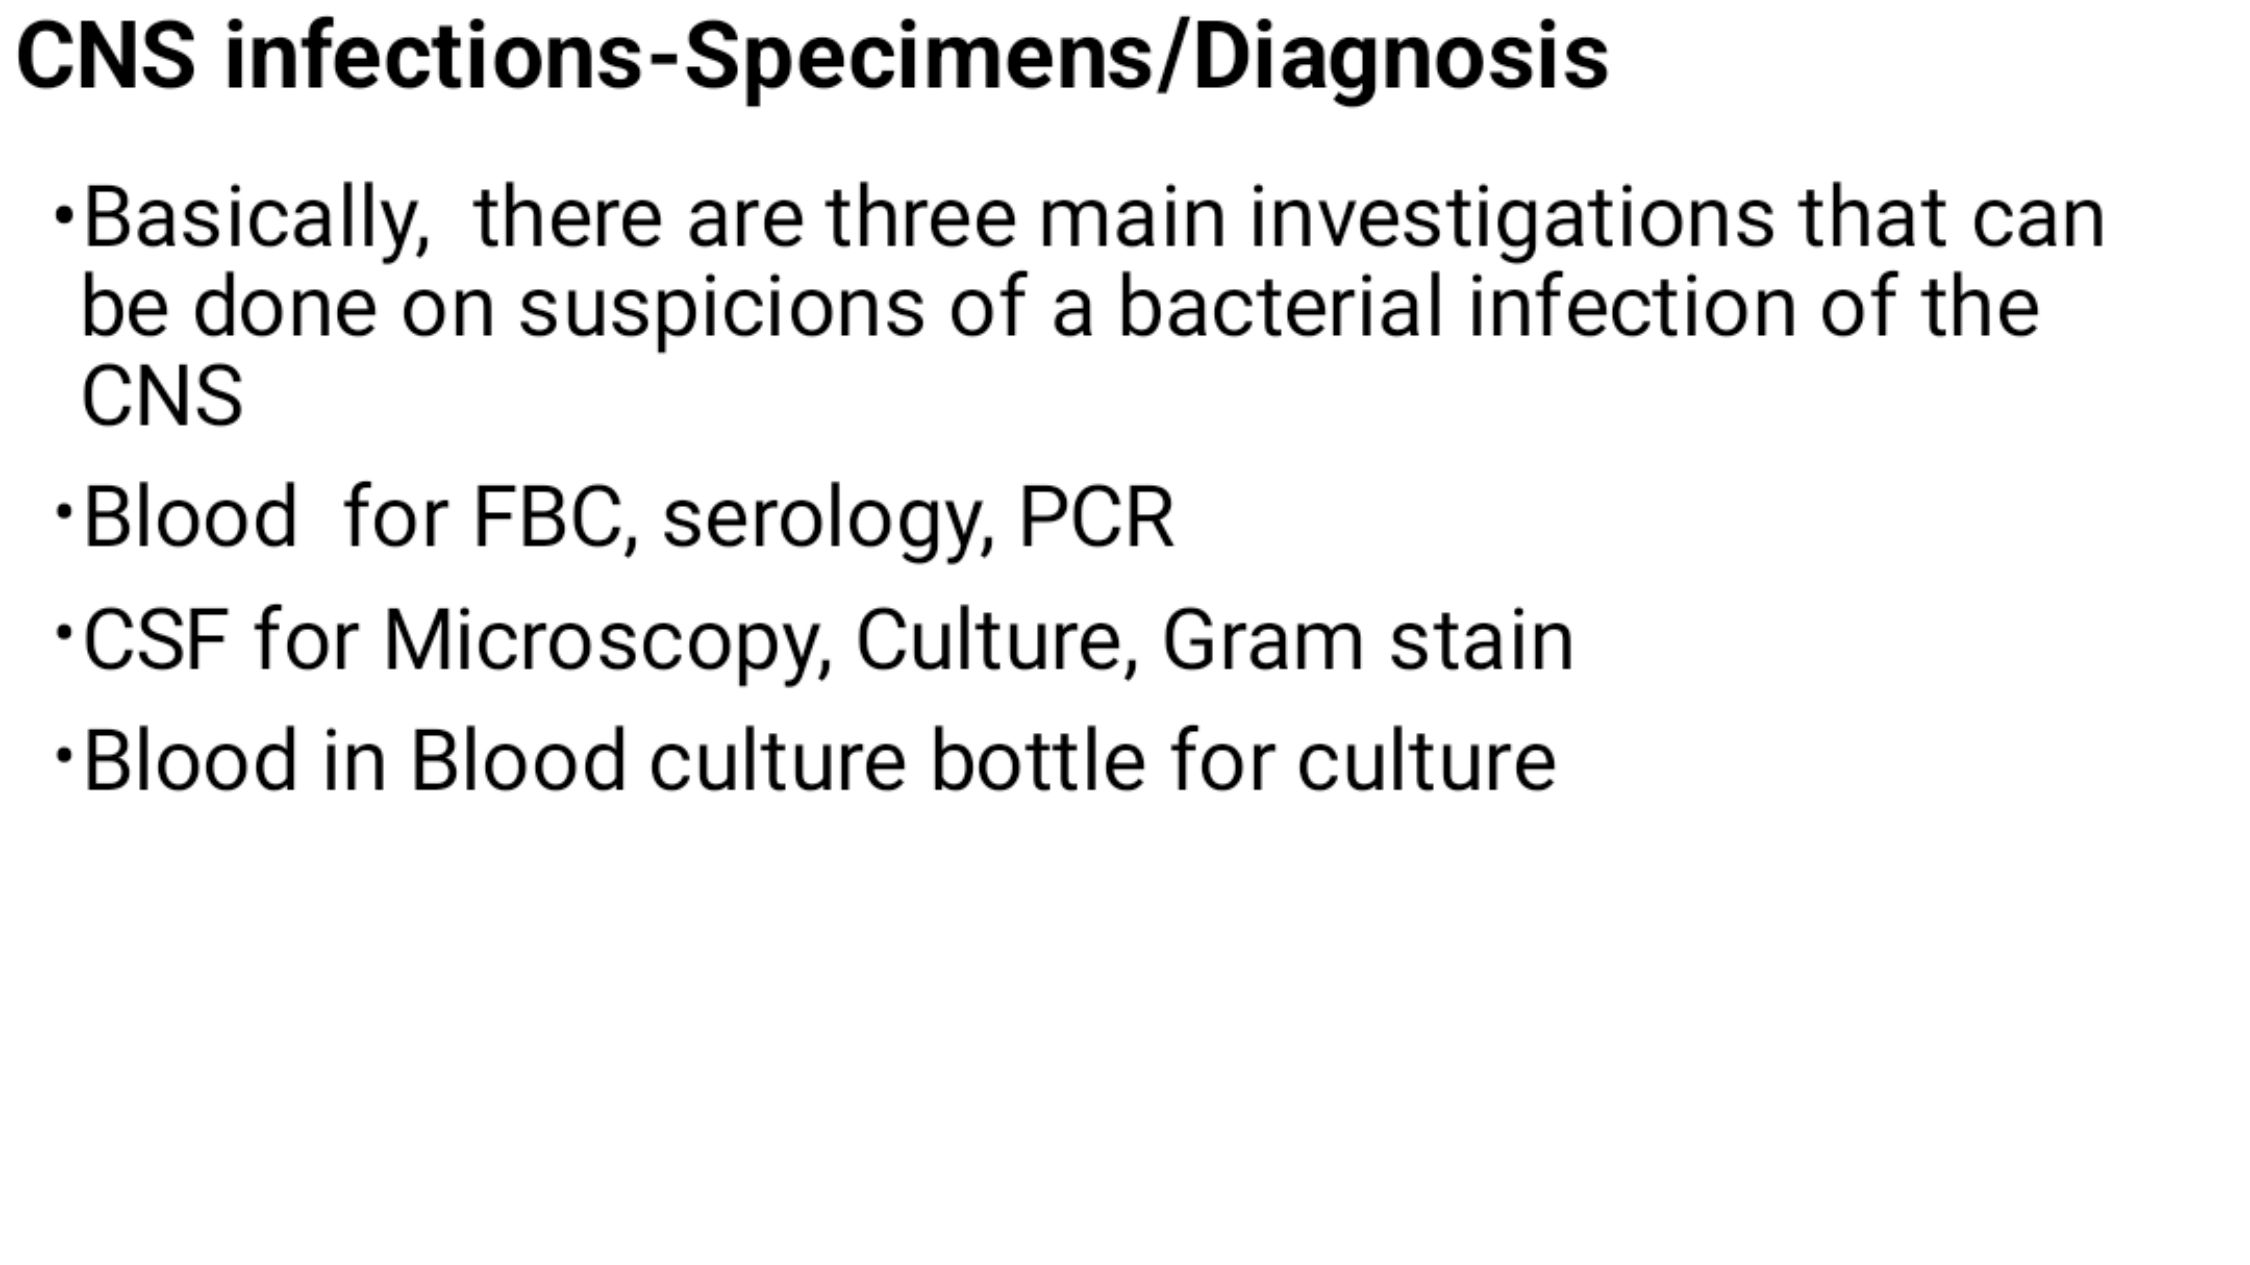 CNS infections-Specimens/Diagnosis
•Basically,  there are three main investigations that can
be done on suspicions of a bacterial infection of the
CNS
•Blood  for FBC, serology, PCR
•CSF for Microscopy, Culture, Gram stain
•Blood in Blood culture bottle for culture